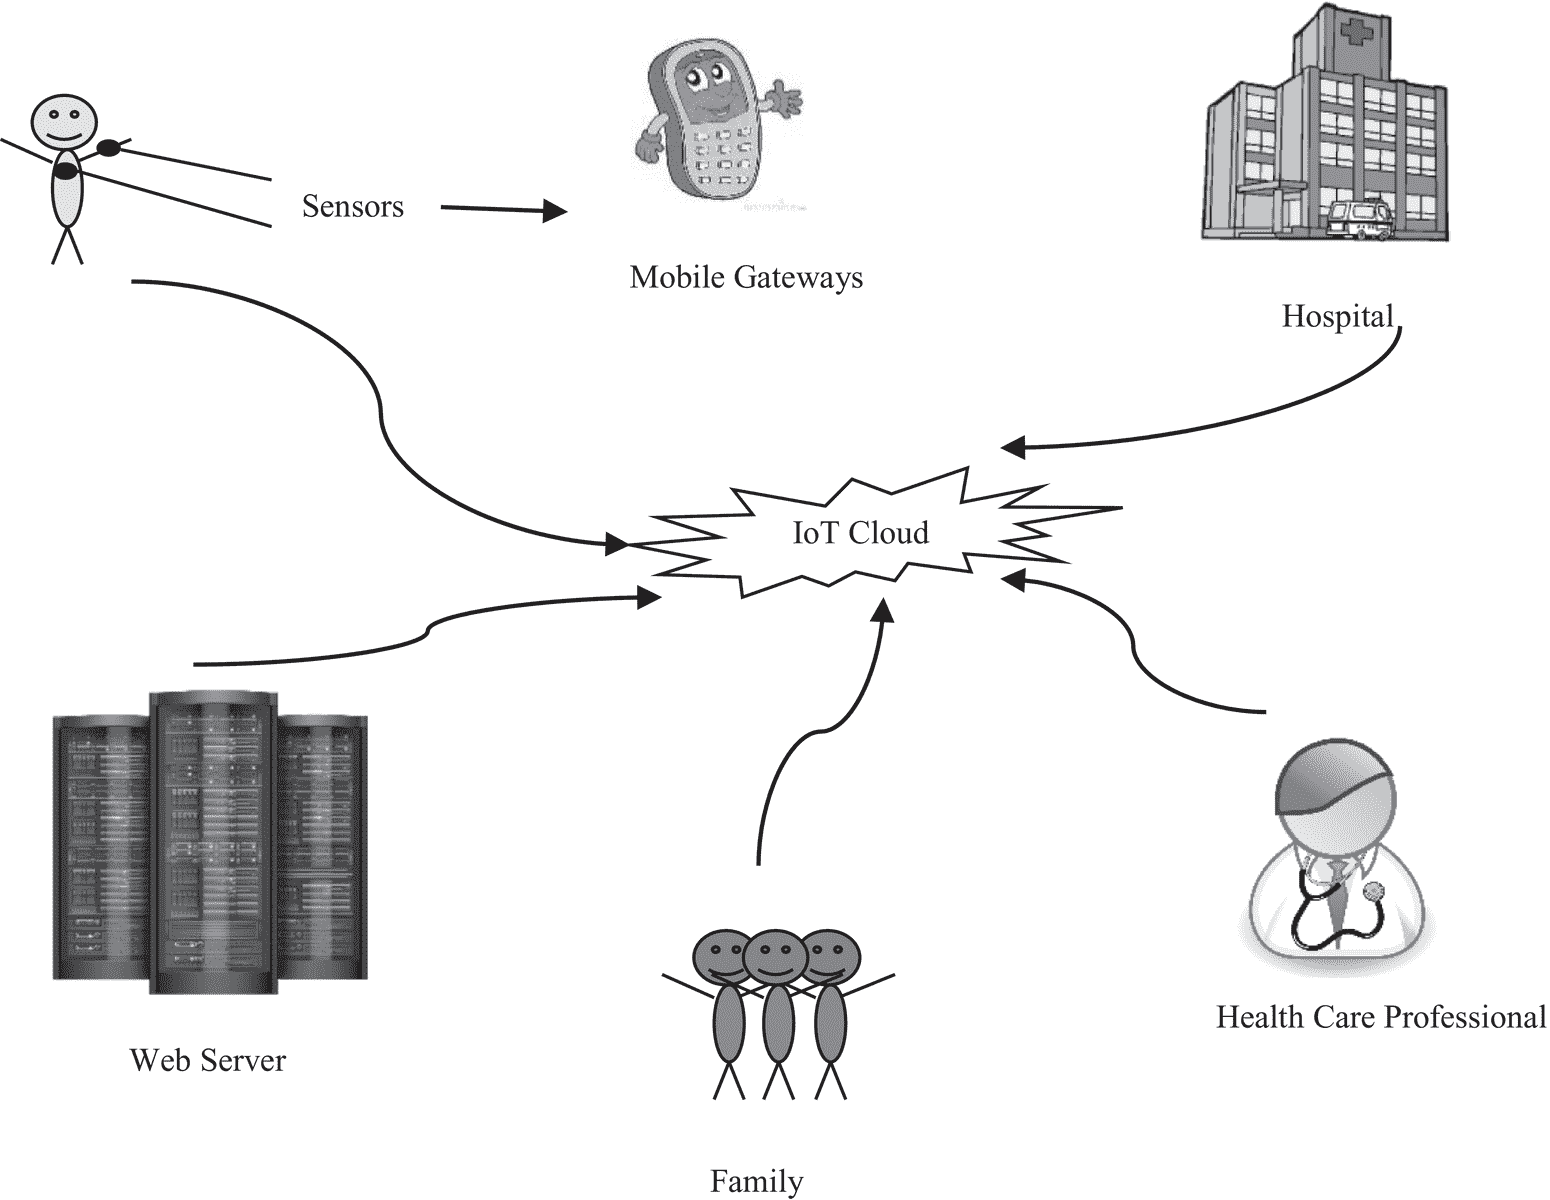 Sensors
Mobile Gateways
Hospital
IoT Cloud
Web Server
Health Care Professional
Family